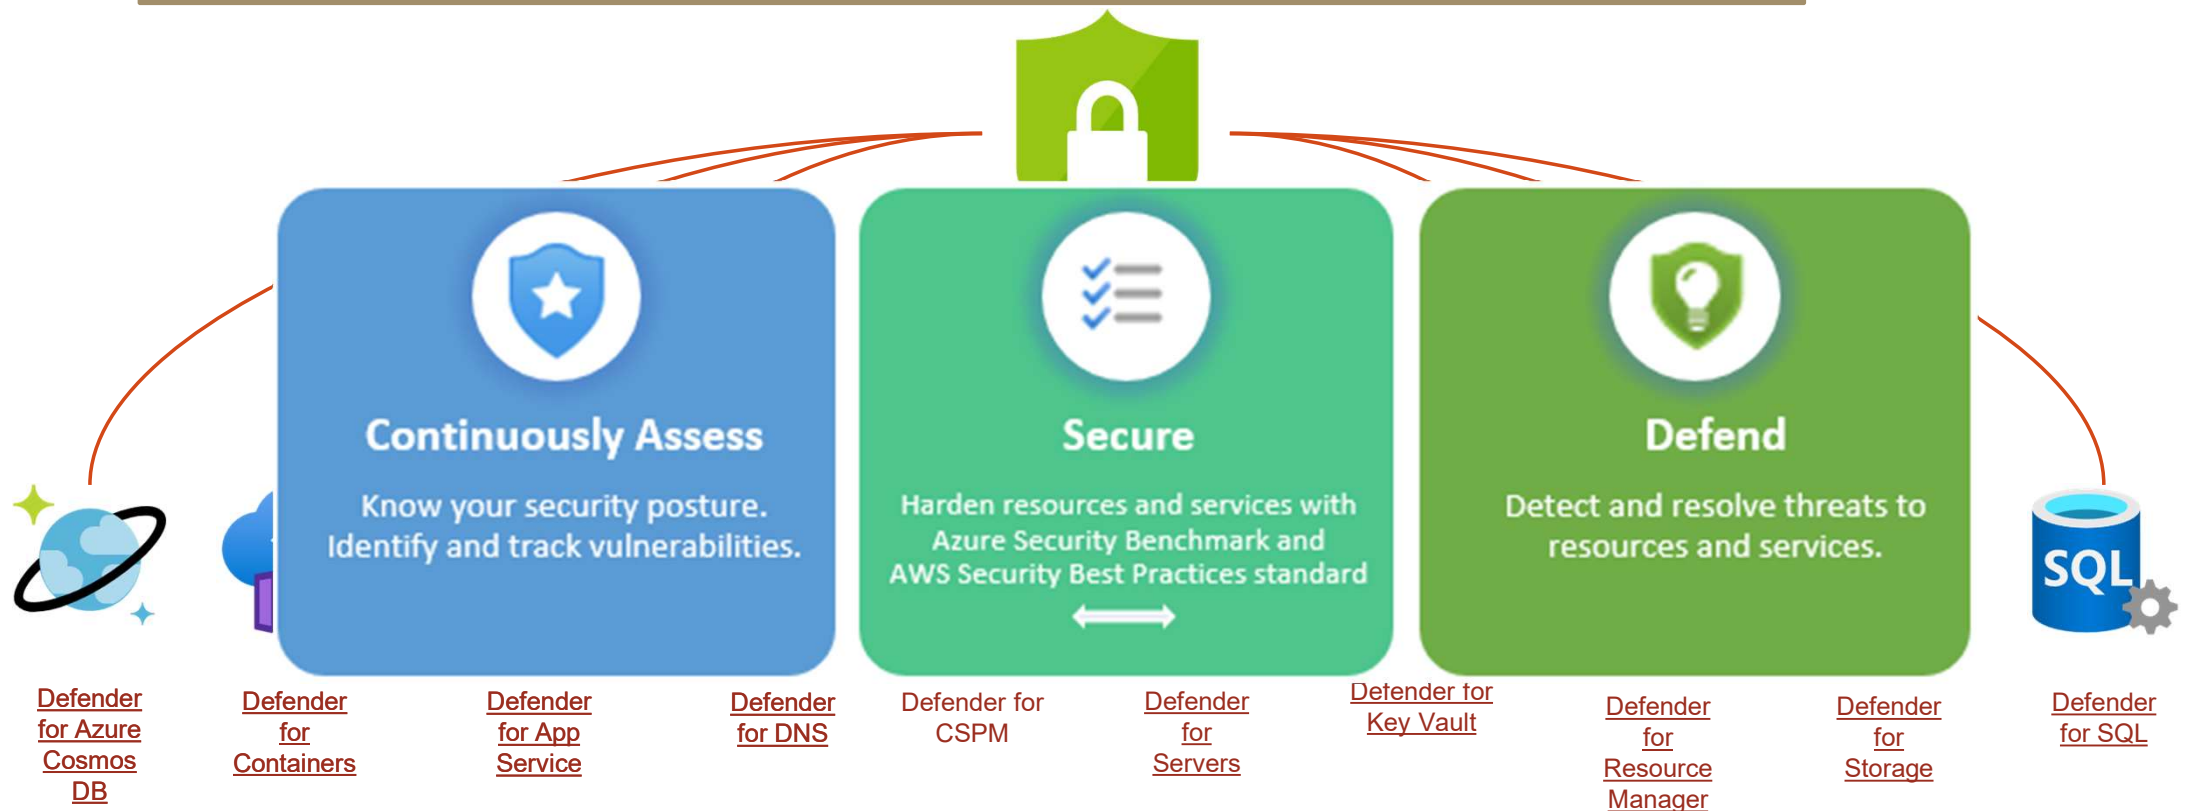 Continuously Assess
Know your security posture.
Identify and track vulnerabilities.
Secure
Harden resources and services with
Azure Security Benchmark and
AWS Security Best Practices standard
Defend
Detect and resolve threats to
resources and services.
SQL
Defender
for Azure
Cosmos
DB
Defender
for
Containers
Defender
for App
Service
Defender
for DNS
Defender for
CSPM
Defender
for
Servers
Defender for
Key Vault
Defender
for
Resource
Manager
Defender
for
Storage
Defender
for SQL